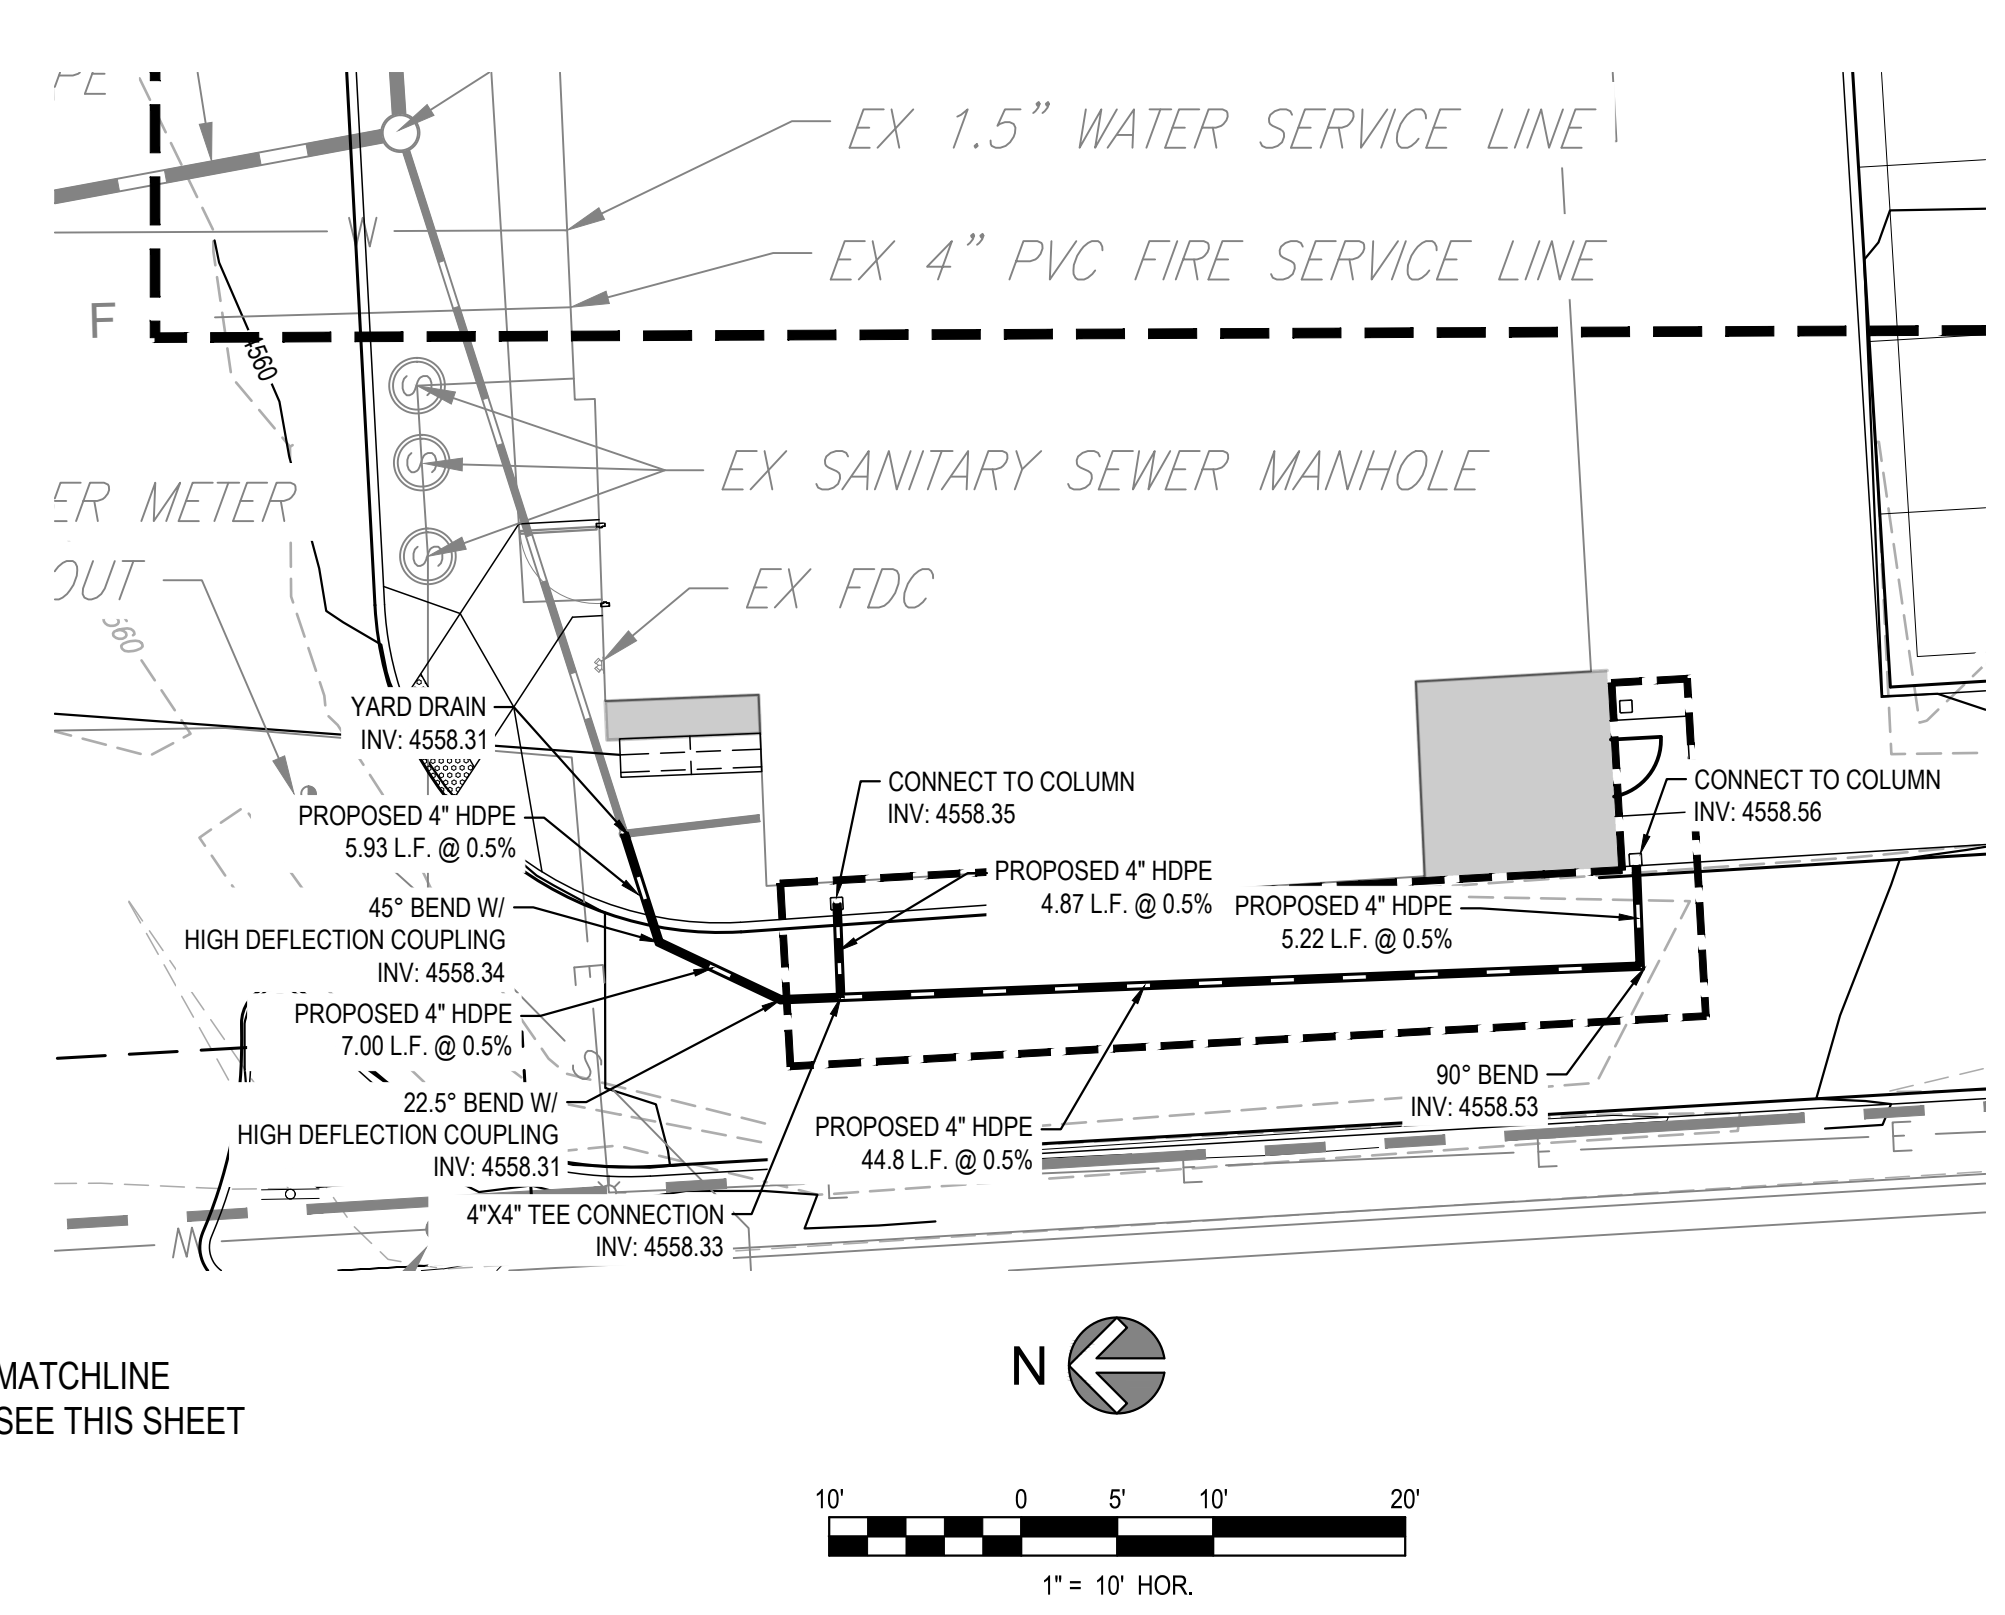 PE
EX 1.5" WATER SERVICE LINE
W
EX 4" PVC FIRE SERVICE LINE
F
4560
S
S
S
EX SANITARY SEWER MANHOLE
ER METER
OUT
EX FDC
YARD DRAIN
INV: 4558.31
CONNECT TO COLUMN
INV: 4558.35
CONNECT TO COLUMN
INV: 4558.56
PROPOSED 4" HDPE
5.93 L.F. @ 0.5%
PROPOSED 4" HDPE
4.87 L.F. @ 0.5%
PROPOSED 4" HDPE
5.22 L.F. @ 0.5%
45° BEND W/
HIGH DEFLECTION COUPLING
INV: 4558.34
E
PROPOSED 4" HDPE
7.00 L.F. @ 0.5%
S
22.5° BEND W/
HIGH DEFLECTION COUPLING
INV: 4558.31
90° BEND
INV: 4558.53
PROPOSED 4" HDPE
44.8 L.F. @ 0.5%
E
E
E
4"X4" TEE CONNECTION
INV: 4558.33
W
MATCHLINE
SEE THIS SHEET
N
10' 0 5' 10' 20'
1" = 10' HOR.